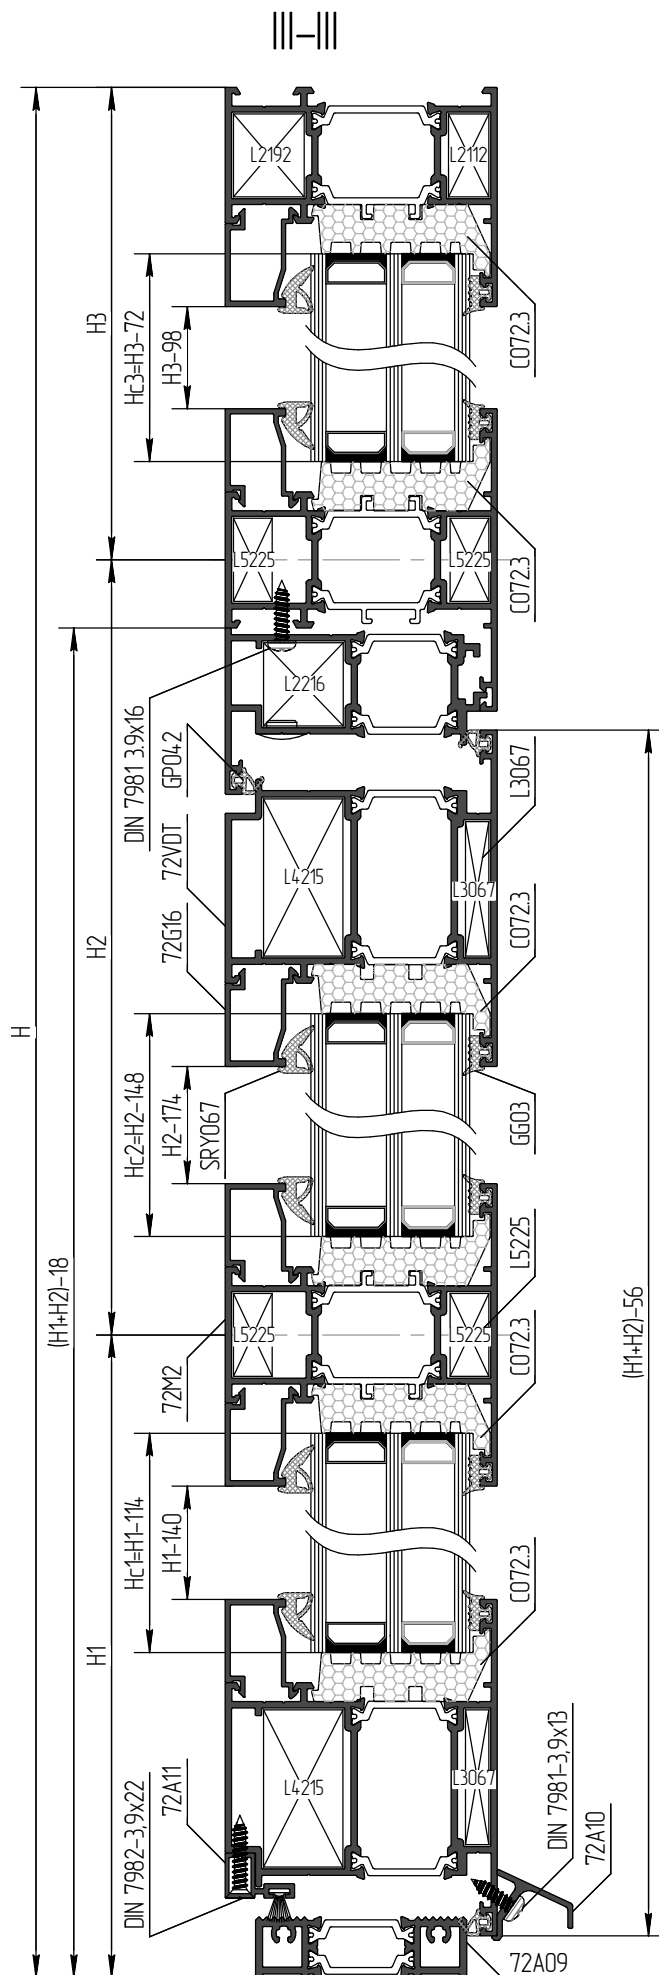 III-III
L2192
L2112
H3
Hc3=H3-72
H3-98
C072.3
L5225
L5225
C072.3
DIN 7981 3.9x16
GP042
L2216
72VDT
72G16
L4215
L3067
L3067
C072.3
H
H2
(H1+H2)-18
Hc2=H2-148
H2-174
SRY067
GG03
L5225
L5225
L5225
C072.3
72M2
(H1+H2)-56
Hc1=H1-114
H1-140
C072.3
H1
L4215
L3067
DIN 7982-3,9x22
72A11
DIN 7981-3,9x13
72A10
72A09